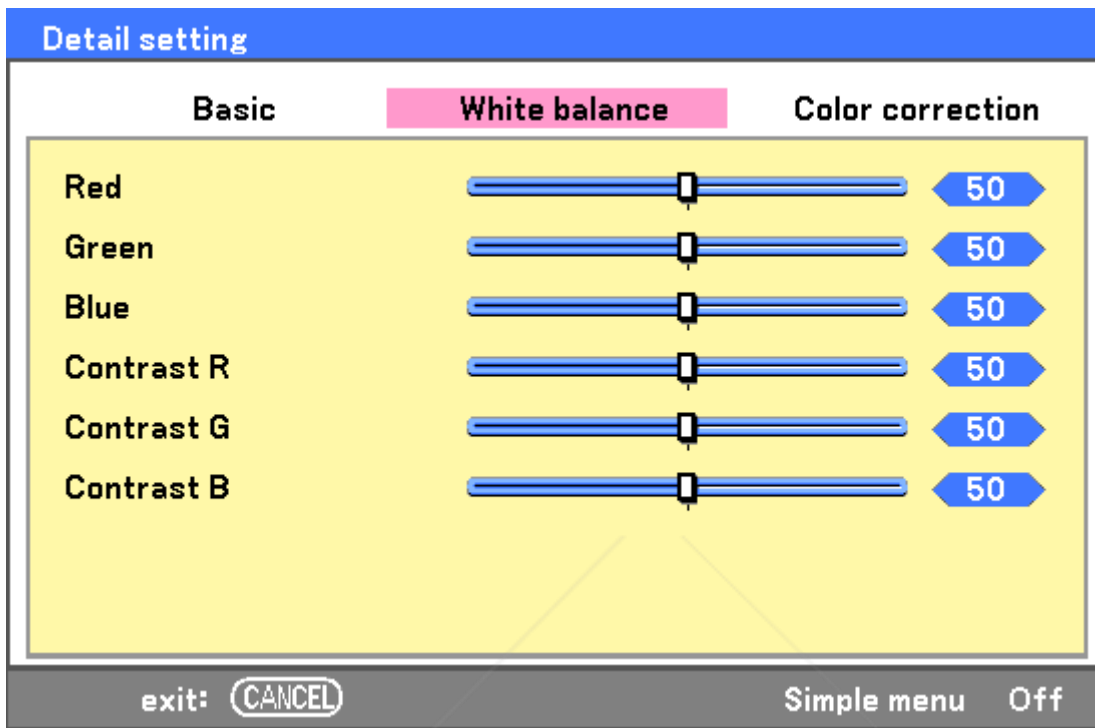 Detail setting
Basic White balance Color correction
Red 50
Green 50
Blue 50
Contrast R 50
Contrast G 50
Contrast B 50
exit: CANCEL Simple menu Off